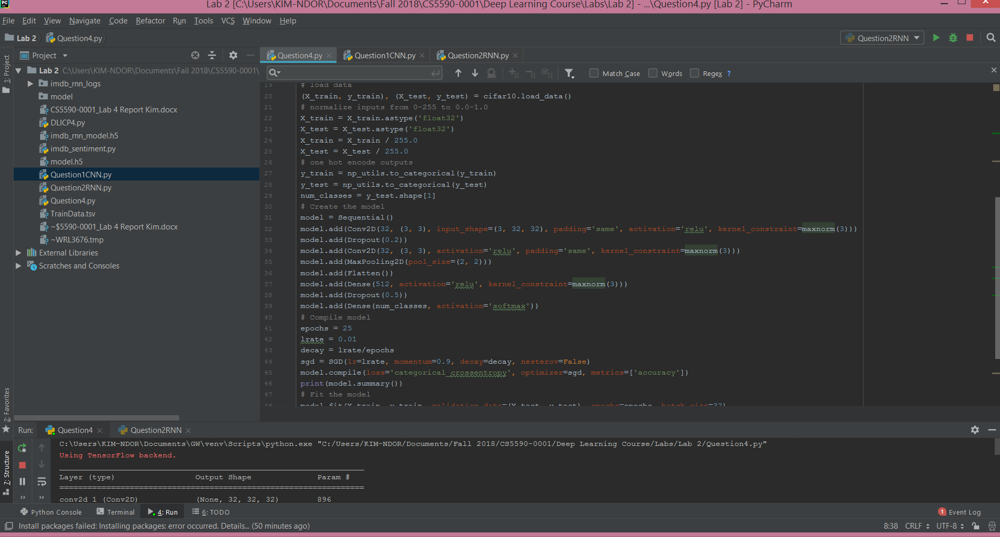 Lab 2 [C:\Users\KIM-NDOR\Documents\Fall 2018\CS5590-0001\Deep Learning Course\Labs\Lab 2] - ...\Question4.py [Lab 2] - PyCharm
File Edit View Navigate Code Refactor Run Tools VCS Window Help
Lab 2 Question4.py Question2RNN
1: Project
Project
Question4.py Question1CNN.py Question2RNN.py
Match Case Words Regex ?
Lab 2 C:\Users\KIM-NDOR\Documents\Fall 2018\CS5590-0001\
imdb_rnn_logs
model
CS5590-0001_Lab 4 Report Kim.docx
DLICP4.py
imdb_rnn_model.h5
imdb_sentiment.py
model.h5
Question1CNN.py
Question2RNN.py
Question4.py
TrainData.tsv
~$5590-0001_Lab 4 Report Kim.docx
~WRL3676.tmp
External Libraries
Scratches and Consoles
19 # load data
20 (X_train, y_train), (X_test, y_test) = cifar10.load_data()
21 # normalize inputs from 0-255 to 0.0-1.0
22 X_train = X_train.astype('float32')
23 X_test = X_test.astype('float32')
24 X_train = X_train / 255.0
25 X_test = X_test / 255.0
26 # one hot encode outputs
27 y_train = np_utils.to_categorical(y_train)
28 y_test = np_utils.to_categorical(y_test)
29 num_classes = y_test.shape[1]
30 # Create the model
31 model = Sequential()
32 model.add(Conv2D(32, (3, 3), input_shape=(3, 32, 32), padding='same', activation='relu', kernel_constraint=maxnorm(3)))
33 model.add(Dropout(0.2))
34 model.add(Conv2D(32, (3, 3), activation='relu', padding='same', kernel_constraint=maxnorm(3)))
35 model.add(MaxPooling2D(pool_size=(2, 2)))
36 model.add(Flatten())
37 model.add(Dense(512, activation='relu', kernel_constraint=maxnorm(3)))
38 model.add(Dropout(0.5))
39 model.add(Dense(num_classes, activation='softmax'))
40 # Compile model
41 epochs = 25
42 lrate = 0.01
43 decay = lrate/epochs
44 sgd = SGD(lr=lrate, momentum=0.9, decay=decay, nesterov=False)
45 model.compile(loss='categorical_crossentropy', optimizer=sgd, metrics=['accuracy'])
46 print(model.summary())
47 # Fit the model
48 model.fit(X_train, y_train, validation_data=(X_test, y_test), epochs=epochs, batch_size=32)
2: Favorites
7: Structure
Run: Question4 Question2RNN
C:\Users\KIM-NDOR\Documents\GW\venv\Scripts\python.exe "C:/Users/KIM-NDOR/Documents/Fall 2018/CS5590-0001/Deep Learning Course/Labs/Lab 2/Question4.py"
Using TensorFlow backend.
Layer (type) Output Shape Param #
=================================================================
conv2d_1 (Conv2D) (None, 32, 32, 32) 896
Python Console Terminal 4: Run 6: TODO 1 Event Log
Install packages failed: Installing packages: error occurred. Details... (50 minutes ago) 8:38 CRLF UTF-8